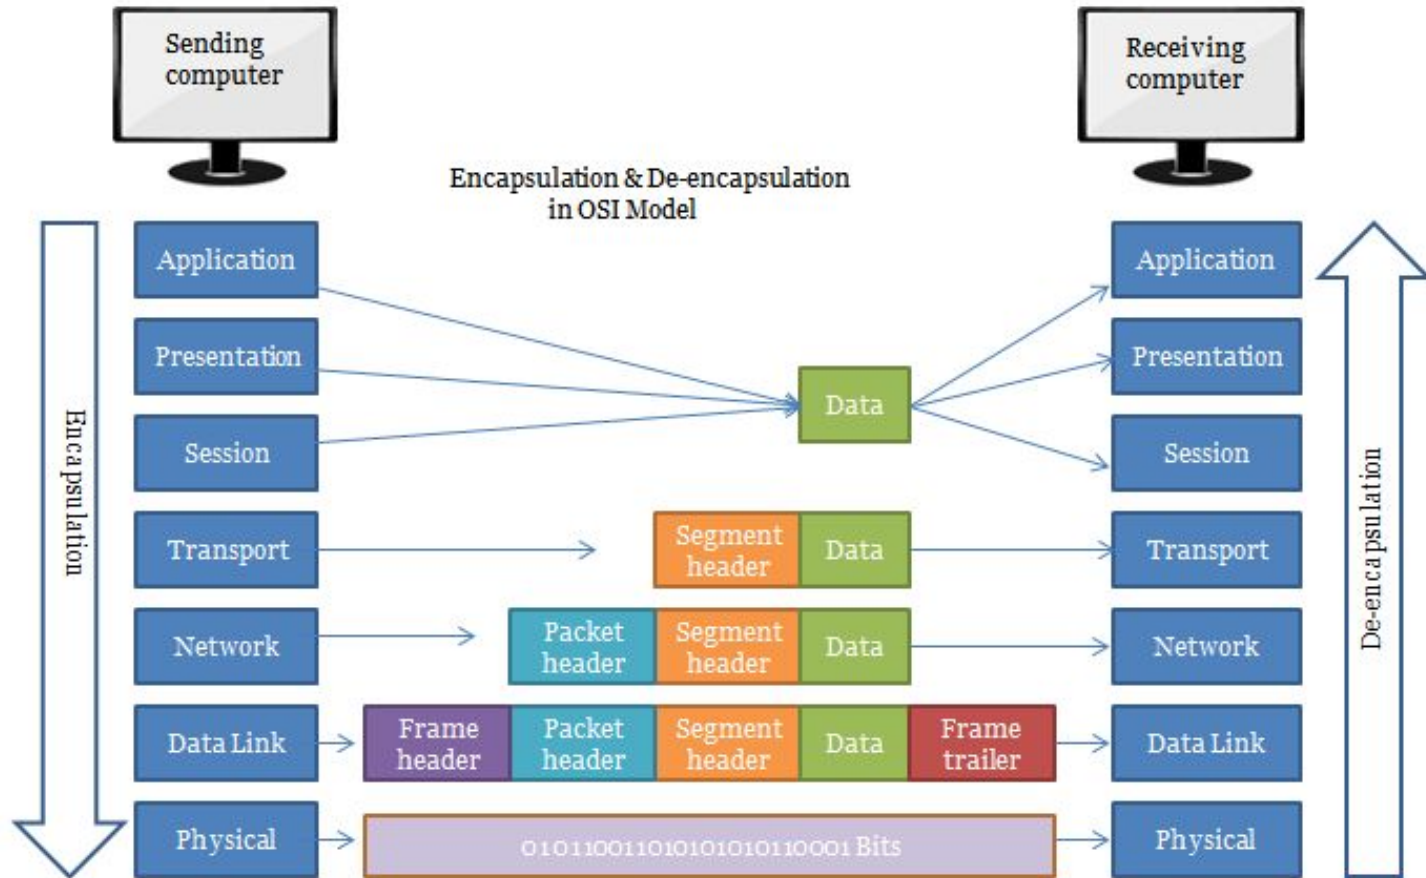 Sending
computer
Receiving
computer
Encapsulation & De-encapsulation
in OSI Model
Application
Application
Presentation
Presentation
Data
Session
Session
Encapsulation
De-encapsulation
Transport
Segment
header
Data
Transport
Network
Packet
header
Segment
header
Data
Network
Data Link
Frame
header
Packet
header
Segment
header
Data
Frame
trailer
Data Link
Physical
0101100110101010101100​01 Bits
Physical